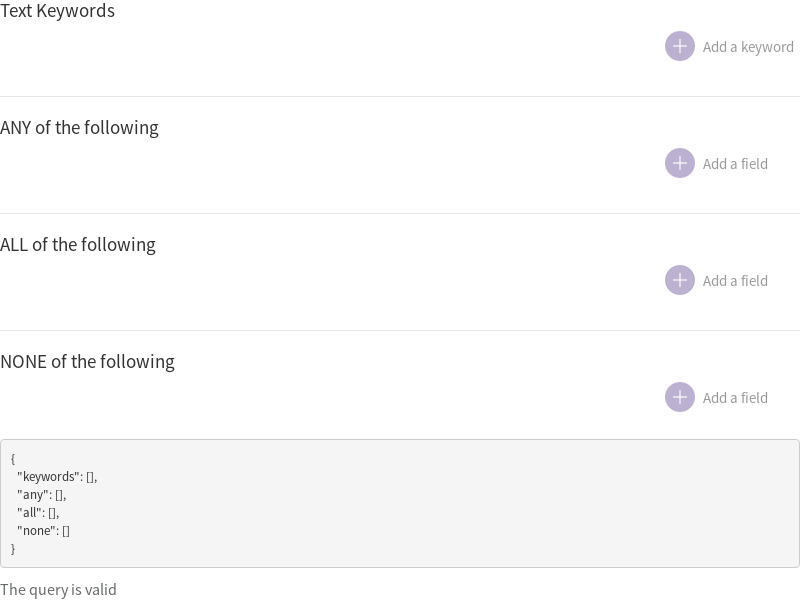 Text Keywords
Add a keyword
ANY of the following
Add a field
ALL of the following
Add a field
NONE of the following
Add a field
{
  "keywords": [],
  "any": [],
  "all": [],
  "none": []
}
The query is valid